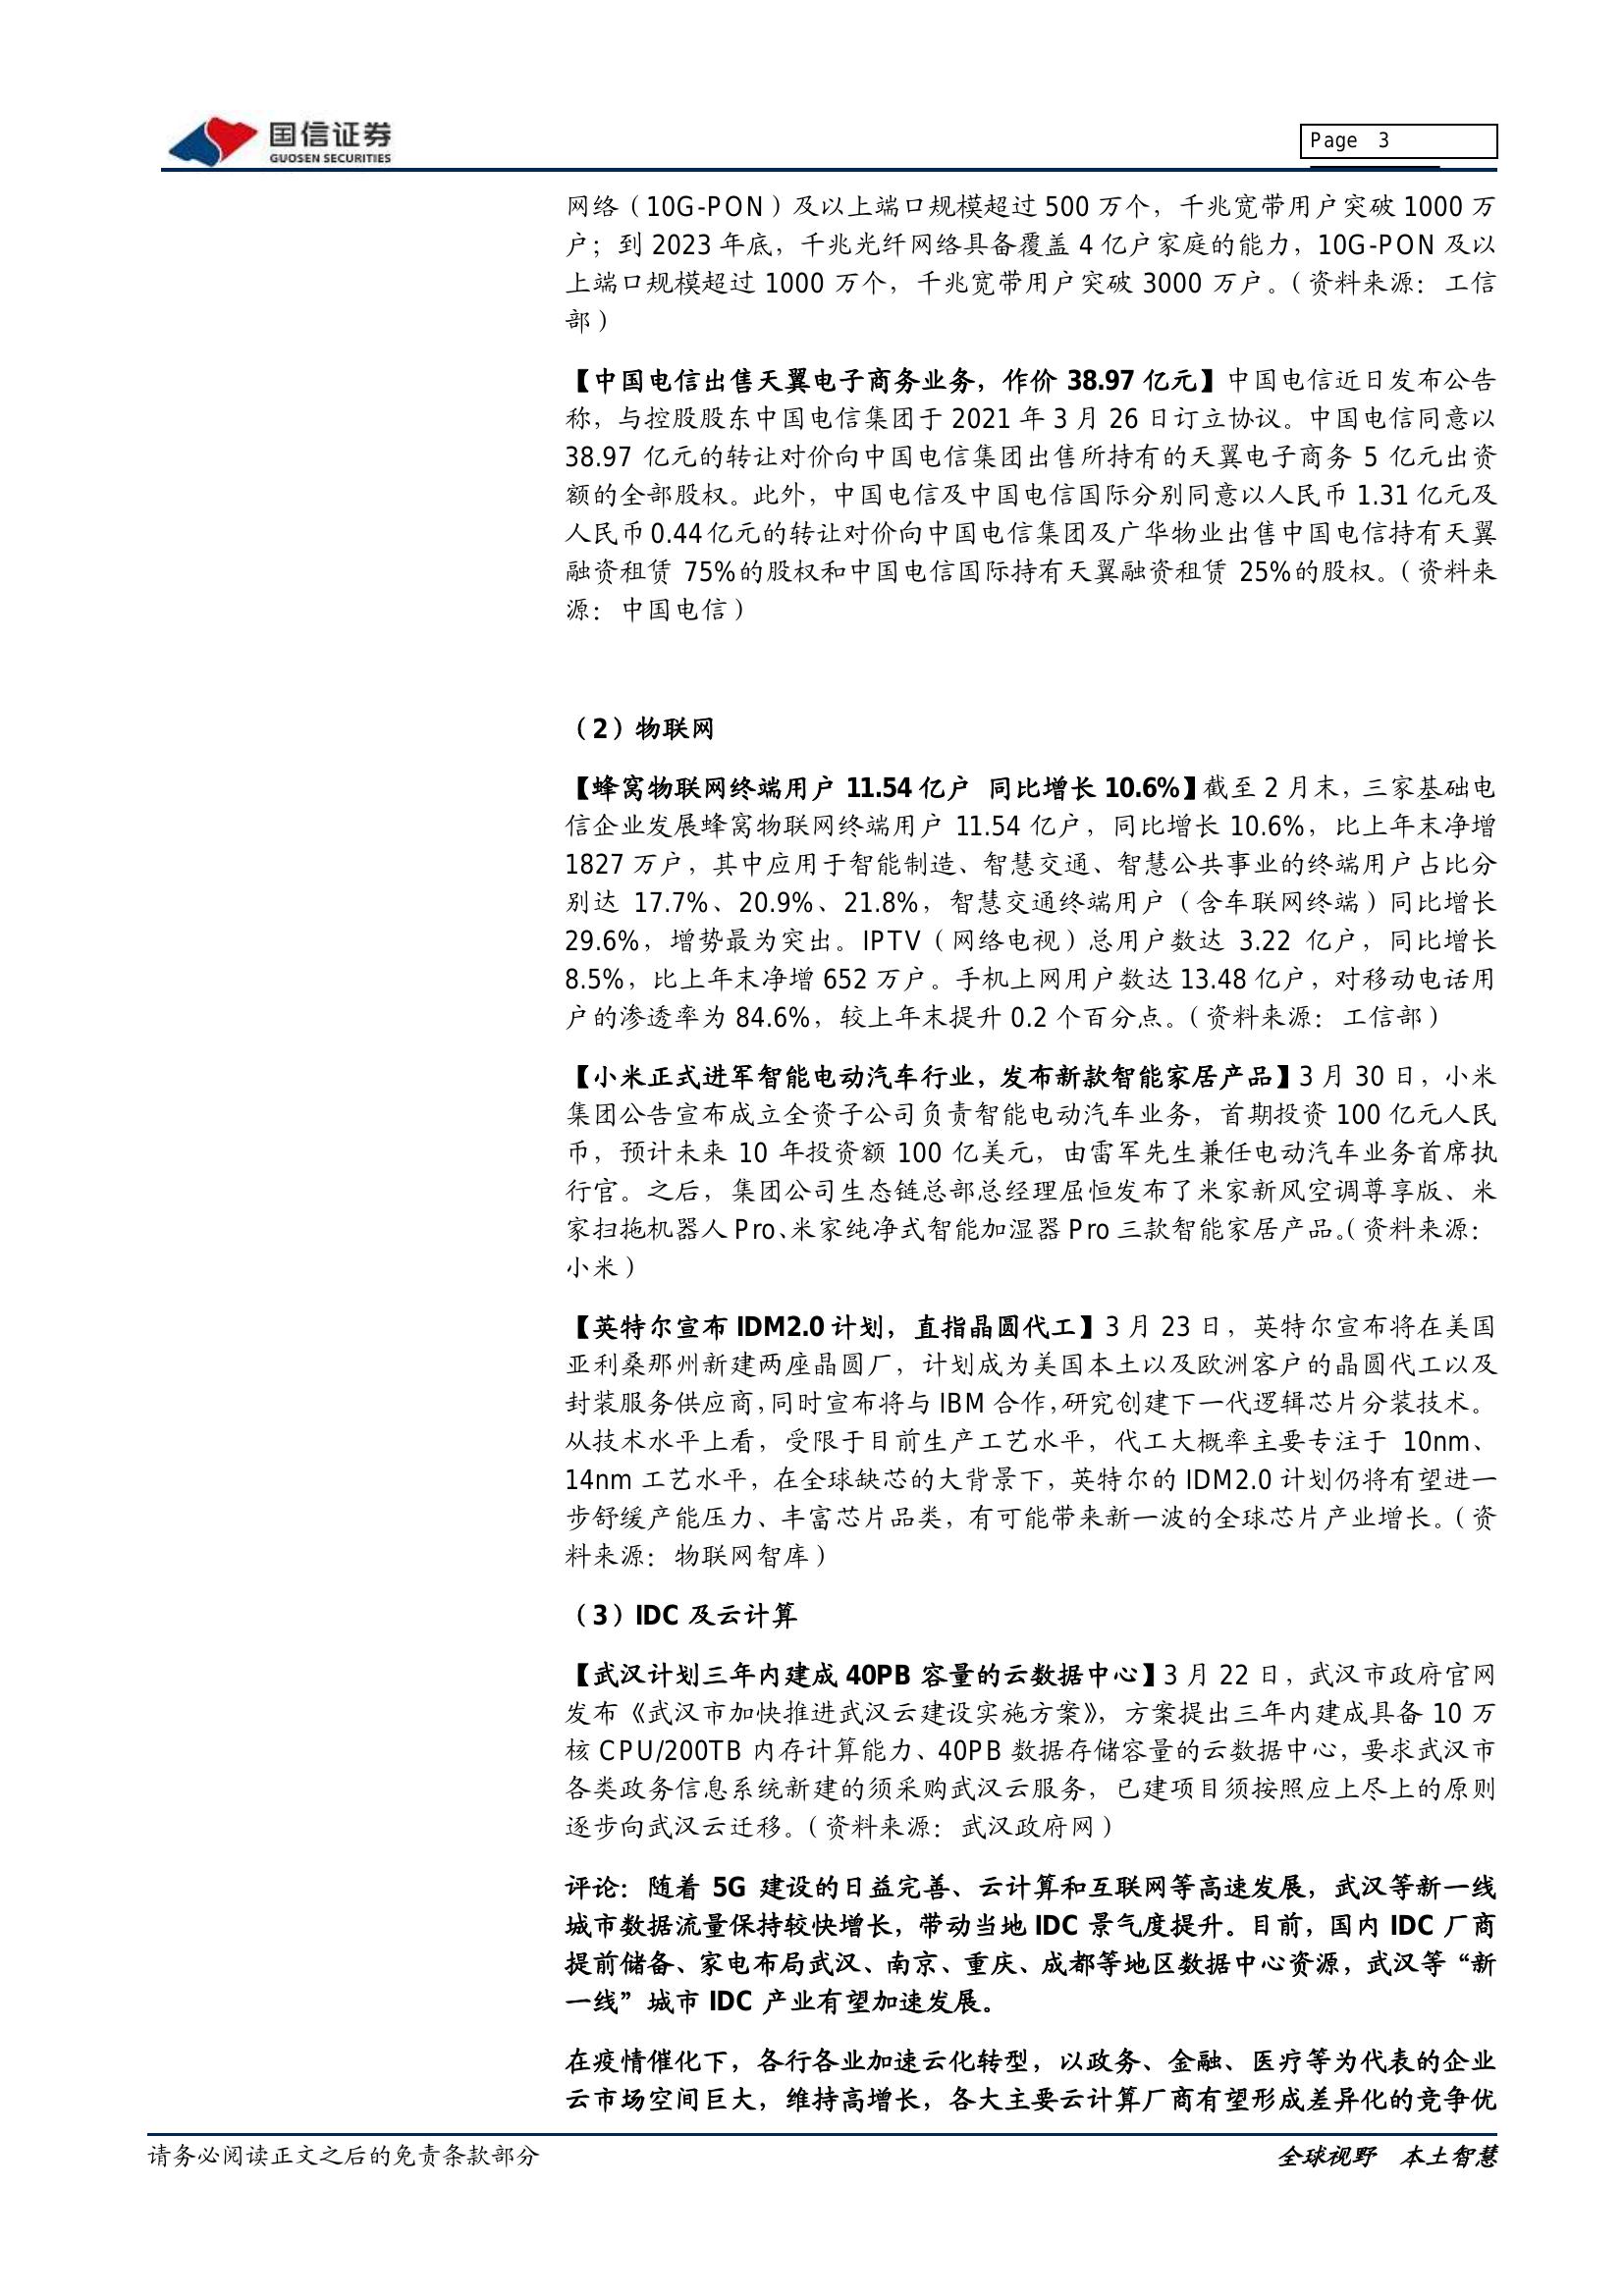 国信证券
GUOSEN SECURITIES
Page 3
网络（10G-PON）及以上端口规模超过 500 万个，千兆宽带用户突破 1000 万
户；到 2023 年底，千兆光纤网络具备覆盖 4 亿户家庭的能力，10G-PON 及以
上端口规模超过 1000 万个，千兆宽带用户突破 3000 万户。（资料来源：工信
部）
【中国电信出售天翼电子商务业务，作价 38.97 亿元】中国电信近日发布公告
称，与控股股东中国电信集团于 2021 年 3 月 26 日订立协议。中国电信同意以
38.97 亿元的转让对价向中国电信集团出售所持有的天翼电子商务 5 亿元出资
额的全部股权。此外，中国电信及中国电信国际分别同意以人民币 1.31 亿元及
人民币 0.44 亿元的转让对价向中国电信集团及广华物业出售中国电信持有天翼
融资租赁 75%的股权和中国电信国际持有天翼融资租赁 25%的股权。（资料来
源：中国电信）
（2）物联网
【蜂窝物联网终端用户 11.54 亿户 同比增长 10.6%】截至 2 月末，三家基础电
信企业发展蜂窝物联网终端用户 11.54 亿户，同比增长 10.6%，比上年末净增
1827 万户，其中应用于智能制造、智慧交通、智慧公共事业的终端用户占比分
别达 17.7%、20.9%、21.8%，智慧交通终端用户（含车联网终端）同比增长
29.6%，增势最为突出。IPTV（网络电视）总用户数达 3.22 亿户，同比增长
8.5%，比上年末净增 652 万户。手机上网用户数达 13.48 亿户，对移动电话用
户的渗透率为 84.6%，较上年末提升 0.2 个百分点。（资料来源：工信部）
【小米正式进军智能电动汽车行业，发布新款智能家居产品】3 月 30 日，小米
集团公告宣布成立全资子公司负责智能电动汽车业务，首期投资 100 亿元人民
币，预计未来 10 年投资额 100 亿美元，由雷军先生兼任电动汽车业务首席执
行官。之后，集团公司生态链总部总经理屈恒发布了米家新风空调尊享版、米
家扫拖机器人 Pro、米家纯净式智能加湿器 Pro 三款智能家居产品。（资料来源：
小米）
【英特尔宣布 IDM2.0 计划，直指晶圆代工】3 月 23 日，英特尔宣布将在美国
亚利桑那州新建两座晶圆厂，计划成为美国本土以及欧洲客户的晶圆代工以及
封装服务供应商，同时宣布将与 IBM 合作，研究创建下一代逻辑芯片分装技术。
从技术水平上看，受限于目前生产工艺水平，代工大概率主要专注于 10nm、
14nm 工艺水平，在全球缺芯的大背景下，英特尔的 IDM2.0 计划仍将有望进一
步舒缓产能压力、丰富芯片品类，有可能带来新一波的全球芯片产业增长。（资
料来源：物联网智库）
（3）IDC 及云计算
【武汉计划三年内建成 40PB 容量的云数据中心】3 月 22 日，武汉市政府官网
发布《武汉市加快推进武汉云建设实施方案》，方案提出三年内建成具备 10 万
核 CPU/200TB 内存计算能力、40PB 数据存储容量的云数据中心，要求武汉市
各类政务信息系统新建的须采购武汉云服务，已建项目须按照应上尽上的原则
逐步向武汉云迁移。（资料来源：武汉政府网）
评论：随着 5G 建设的日益完善、云计算和互联网等高速发展，武汉等新一线
城市数据流量保持较快增长，带动当地 IDC 景气度提升。目前，国内 IDC 厂商
提前储备、家电布局武汉、南京、重庆、成都等地区数据中心资源，武汉等“新
一线”城市 IDC 产业有望加速发展。
在疫情催化下，各行各业加速云化转型，以政务、金融、医疗等为代表的企业
云市场空间巨大，维持高增长，各大主要云计算厂商有望形成差异化的竞争优
请务必阅读正文之后的免责条款部分
全球视野 本土智慧